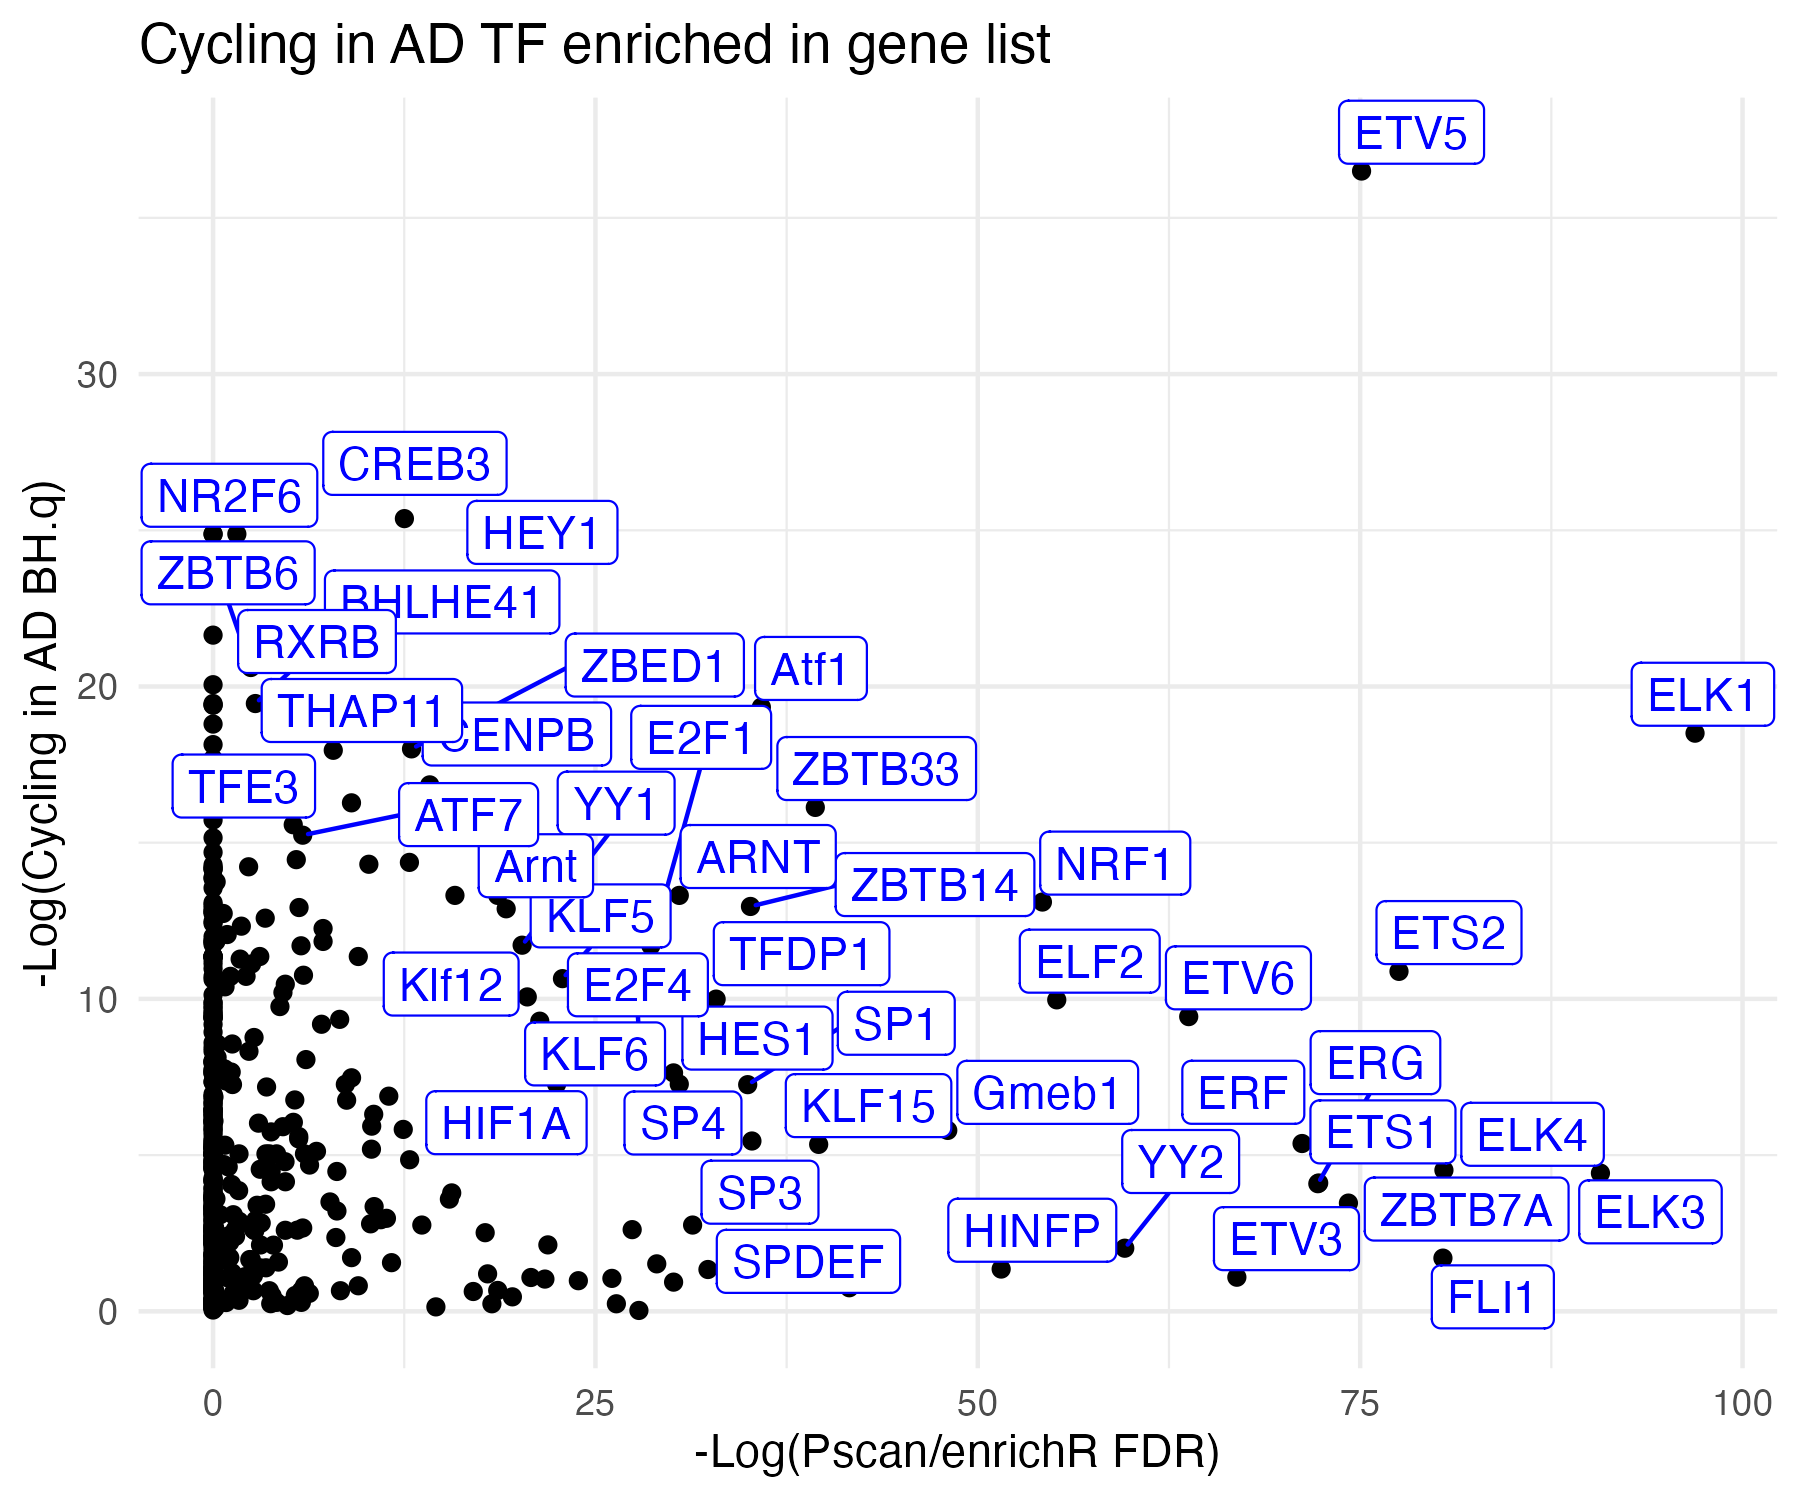 Cycling in AD TF enriched in gene list
ETV5
30
CREB3
NR2F6
HEY1
ZBTB6
BHLHE41
RXRB
ZBED1
Atf1
20
ELK1
THAP11
CENPB
E2F1
ZBTB33
TFE3
YY1
ATF7
ARNT
Arnt
NRF1
ZBTB14
KLF5
ETS2
TFDP1
ELF2
ETV6
Klf12
E2F4
10
SP1
HES1
KLF6
ERG
Gmeb1
ERF
KLF15
HIF1A
SP4
ETS1
ELK4
YY2
SP3
ZBTB7A
ELK3
HINFP
ETV3
SPDEF
FLI1
0
0 25 50 75 100
-Log(Pscan/enrichR FDR)
-Log(Cycling in AD BH.q)